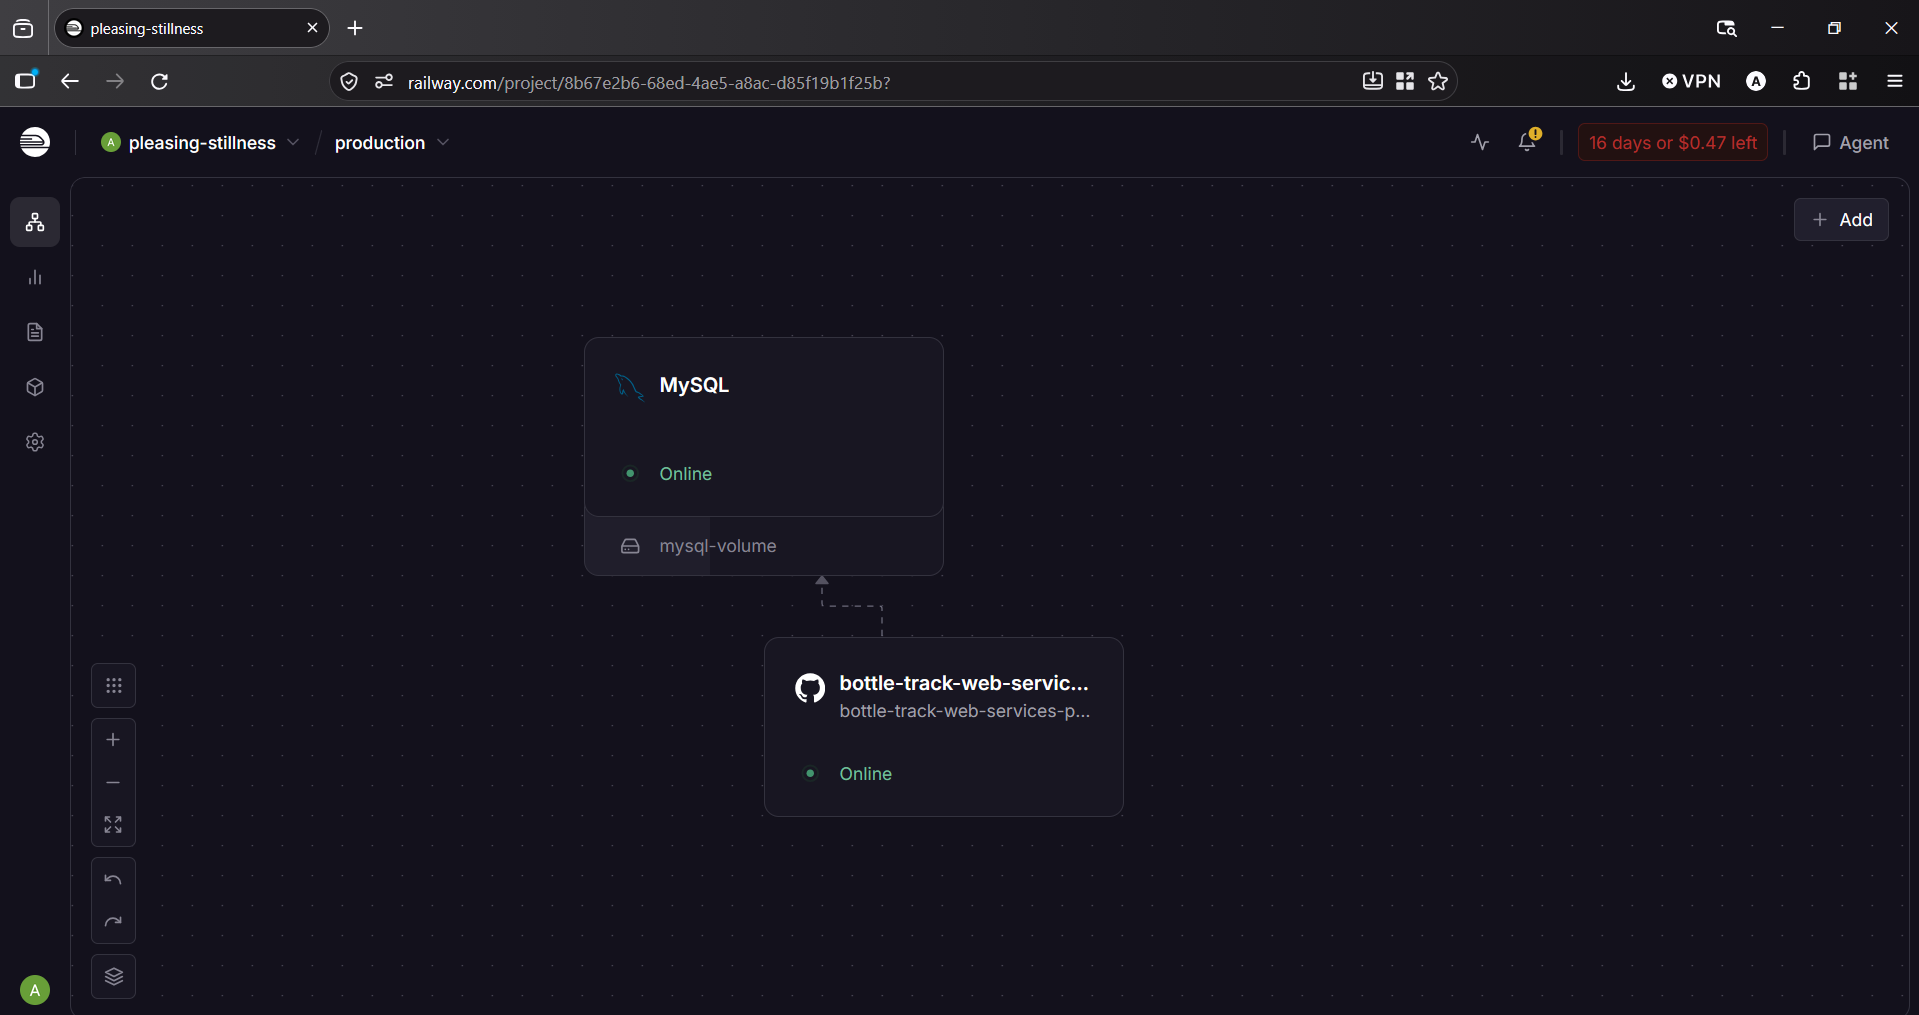 pleasing-stillness
railway.com/project/8b67e2b6-68ed-4ae5-a8ac-d85f19b1f25b?
VPN
A
A pleasing-stillness / production
16 days or $0.47 left
Agent
Add
MySQL
Online
mysql-volume
bottle-track-web-servic...
bottle-track-web-services-p...
Online
A